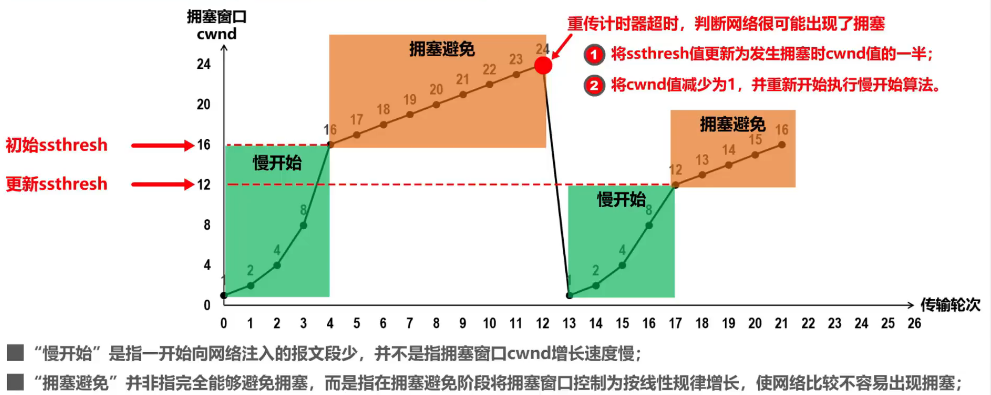 拥塞窗口
cwnd
重传计时器超时，判断网络很可能出现了拥塞
1 将ssthresh值更新为发生拥塞时cwnd值的一半；
2 将cwnd值减少为1，并重新开始执行慢开始算法。
拥塞避免
24
20
16
12
8
4
0
初始ssthresh
更新ssthresh
慢开始
1 2 4 8 16 17 18 19 20 21 22 23 24
慢开始
1 2 4 8 12 13 14 15 16
拥塞避免
0 1 2 3 4 5 6 7 8 9 10 11 12 13 14 15 16 17 18 19 20 21 22 23 24 25 26
传输轮次
“慢开始”是指一开始向网络注入的报文段少，并不是指拥塞窗口cwnd增长速度慢；
“拥塞避免”并非指完全能够避免拥塞，而是指在拥塞避免阶段将拥塞窗口控制为按线性规律增长，使网络比较不容易出现拥塞；